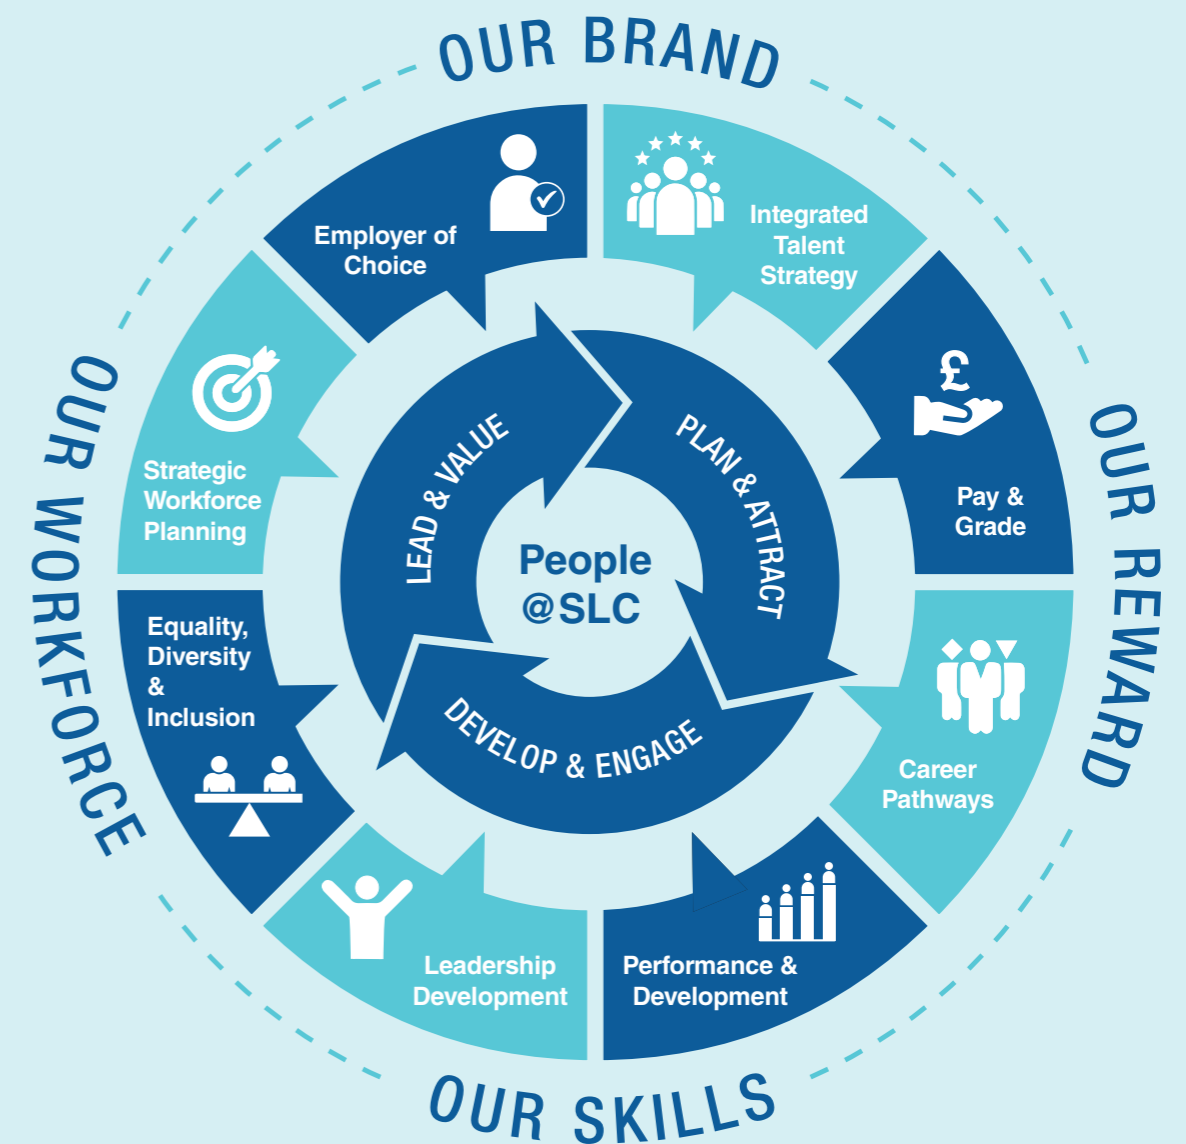 OUR BRAND
Employer of
Choice
Integrated
Talent
Strategy
£
Pay &
Grade
OUR REWARD
Career
Pathways
Performance &
Development
OUR SKILLS
Leadership
Development
Equality,
Diversity
&
Inclusion
OUR WORKFORCE
Strategic
Workforce
Planning
LEAD & VALUE
PLAN & ATTRACT
DEVELOP & ENGAGE
People
@SLC